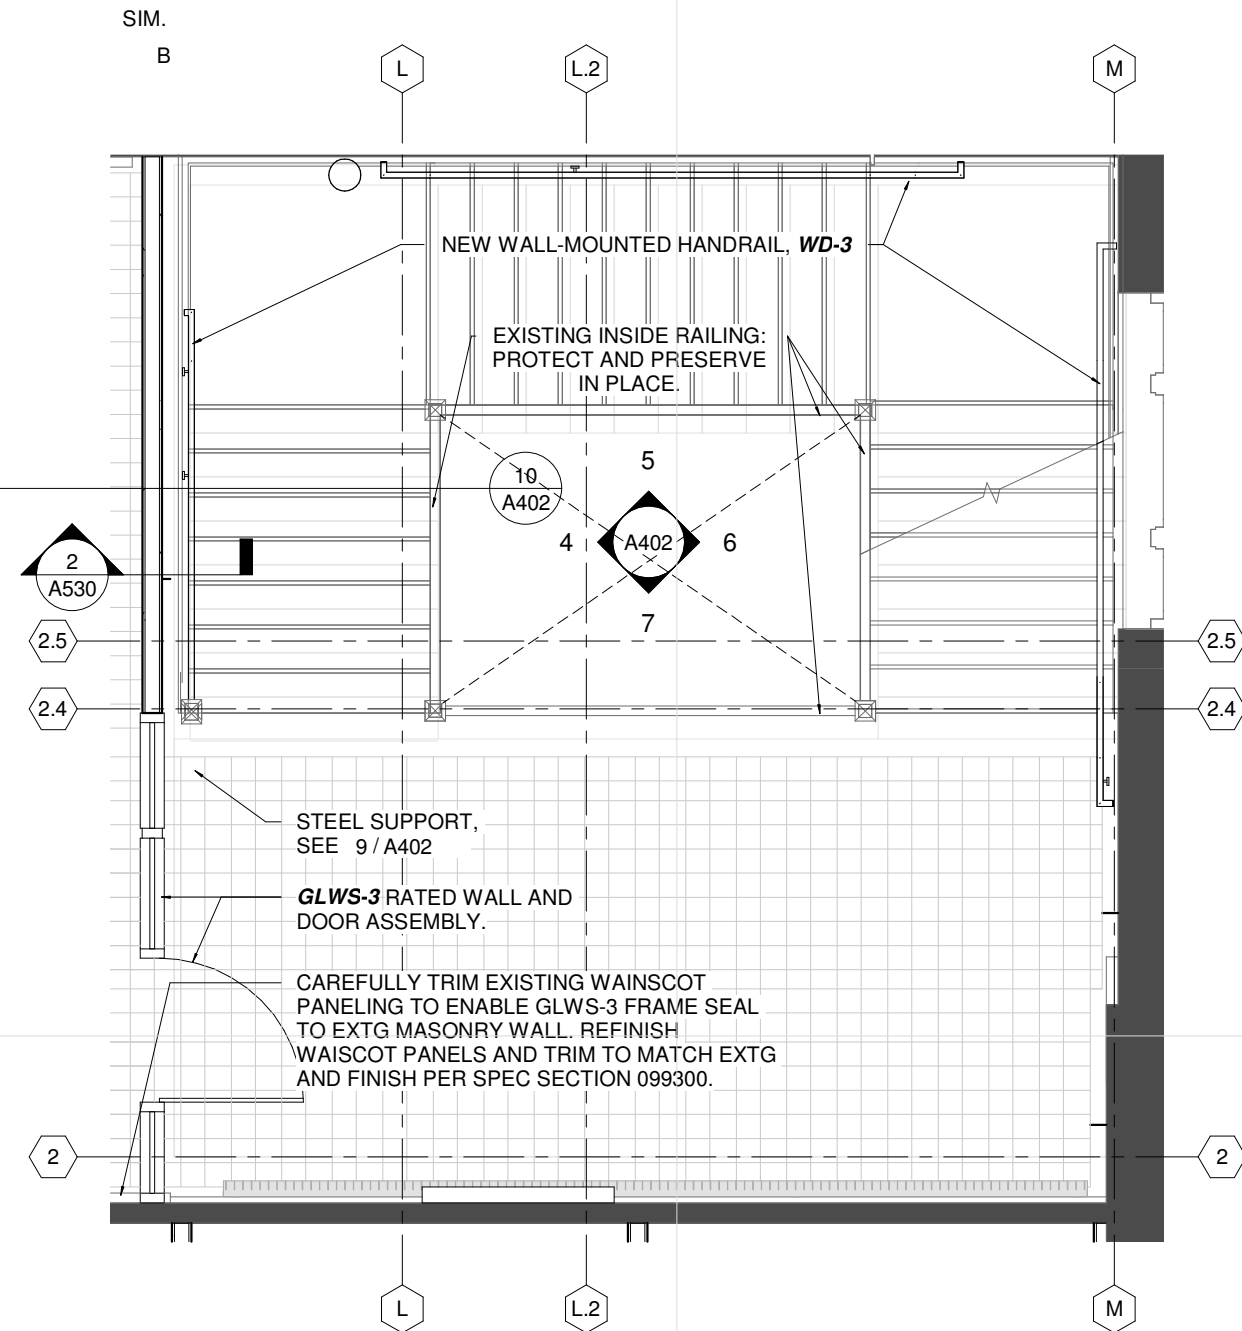 SIM.
B
L
L.2
M
NEW WALL-MOUNTED HANDRAIL, WD-3
EXISTING INSIDE RAILING:
PROTECT AND PRESERVE
IN PLACE.
10
A402
5
4
A402
6
7
2
A530
2.5
2.5
2.4
2.4
STEEL SUPPORT,
SEE 9 / A402
GLWS-3 RATED WALL AND
DOOR ASSEMBLY.
CAREFULLY TRIM EXISTING WAINSCOT
PANELING TO ENABLE GLWS-3 FRAME SEAL
TO EXTG MASONRY WALL. REFINISH
WAISCOT PANELS AND TRIM TO MATCH EXTG
AND FINISH PER SPEC SECTION 099300.
2
2
L
L.2
M